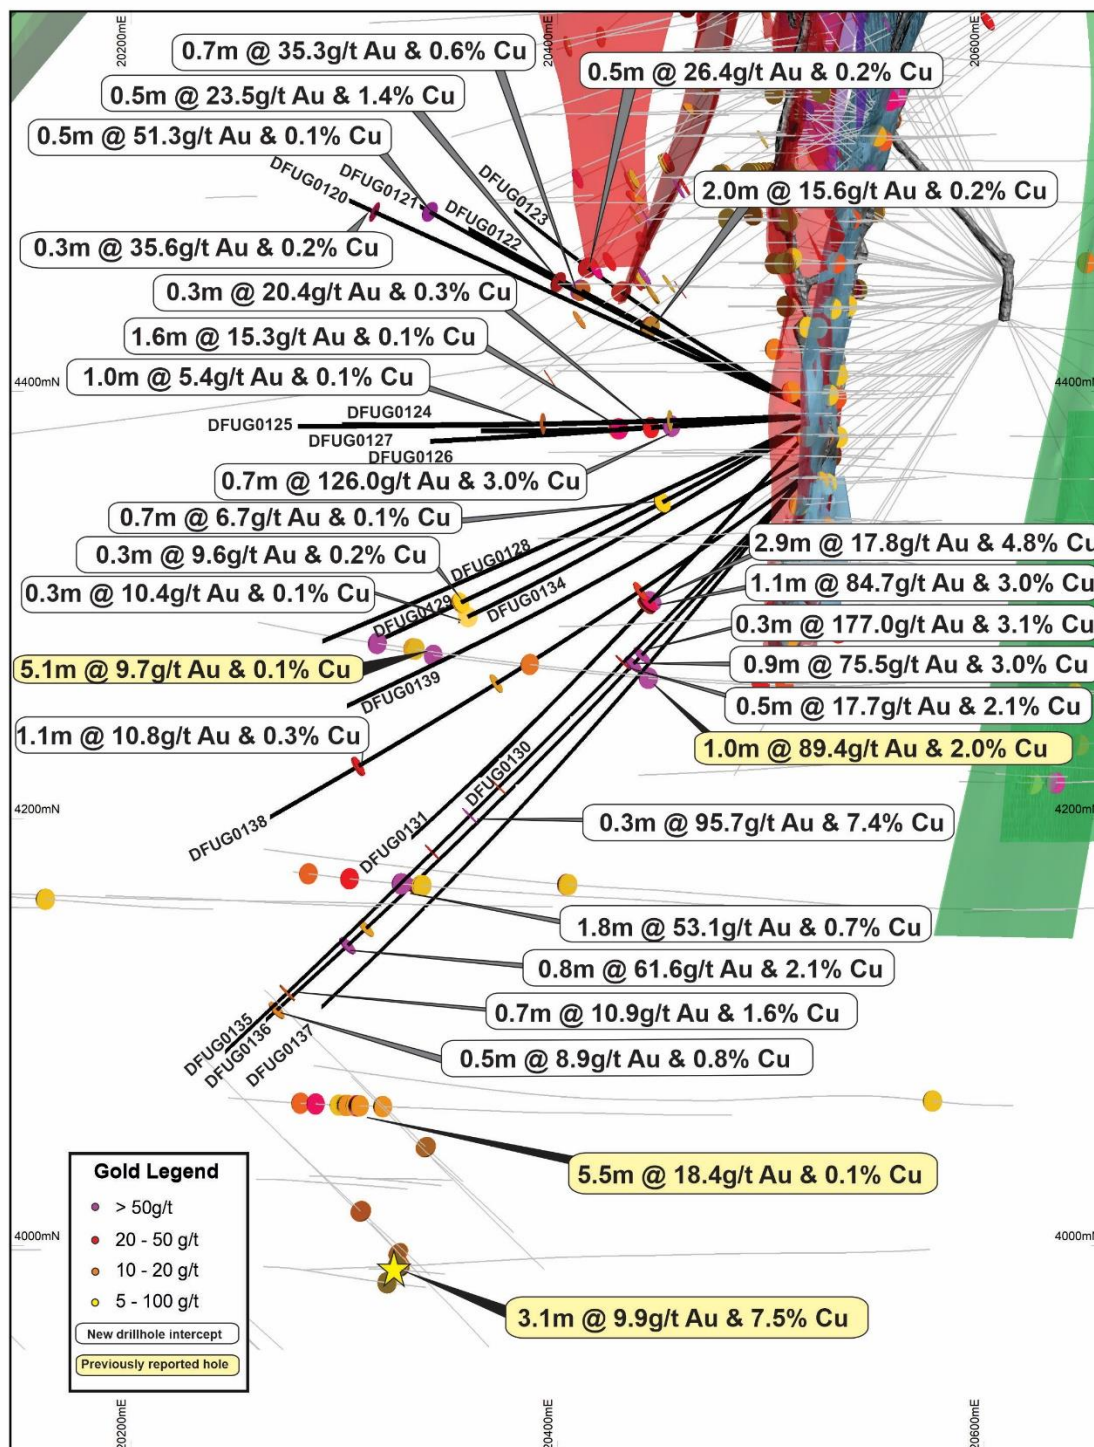 20200mE
20400mE
20600mE
0.7m @ 35.3g/t Au & 0.6% Cu
0.5m @ 26.4g/t Au & 0.2% Cu
0.5m @ 23.5g/t Au & 1.4% Cu
0.5m @ 51.3g/t Au & 0.1% Cu
DFUG0120
DFUG0121
DFUG0122
DFUG0123
2.0m @ 15.6g/t Au & 0.2% Cu
0.3m @ 35.6g/t Au & 0.2% Cu
0.3m @ 20.4g/t Au & 0.3% Cu
1.6m @ 15.3g/t Au & 0.1% Cu
1.0m @ 5.4g/t Au & 0.1% Cu
4400mN
4400mN
DFUG0124
DFUG0125
DFUG0127
DFUG0126
0.7m @ 126.0g/t Au & 3.0% Cu
0.7m @ 6.7g/t Au & 0.1% Cu
0.3m @ 9.6g/t Au & 0.2% Cu
0.3m @ 10.4g/t Au & 0.1% Cu
DFUG0128
DFUG0129
DFUG0134
2.9m @ 17.8g/t Au & 4.8% Cu
1.1m @ 84.7g/t Au & 3.0% Cu
0.3m @ 177.0g/t Au & 3.1% Cu
0.9m @ 75.5g/t Au & 3.0% Cu
0.5m @ 17.7g/t Au & 2.1% Cu
5.1m @ 9.7g/t Au & 0.1% Cu
DFUG0139
1.0m @ 89.4g/t Au & 2.0% Cu
1.1m @ 10.8g/t Au & 0.3% Cu
DFUG0130
4200mN
4200mN
DFUG0138
DFUG0131
0.3m @ 95.7g/t Au & 7.4% Cu
1.8m @ 53.1g/t Au & 0.7% Cu
0.8m @ 61.6g/t Au & 2.1% Cu
0.7m @ 10.9g/t Au & 1.6% Cu
0.5m @ 8.9g/t Au & 0.8% Cu
DFUG0135
DFUG0136
DFUG0137
5.5m @ 18.4g/t Au & 0.1% Cu
Gold Legend
> 50g/t
20 - 50 g/t
10 - 20 g/t
5 - 100 g/t
New drillhole intercept
Previously reported hole
4000mN
4000mN
3.1m @ 9.9g/t Au & 7.5% Cu
20200mE
20400mE
20600mE